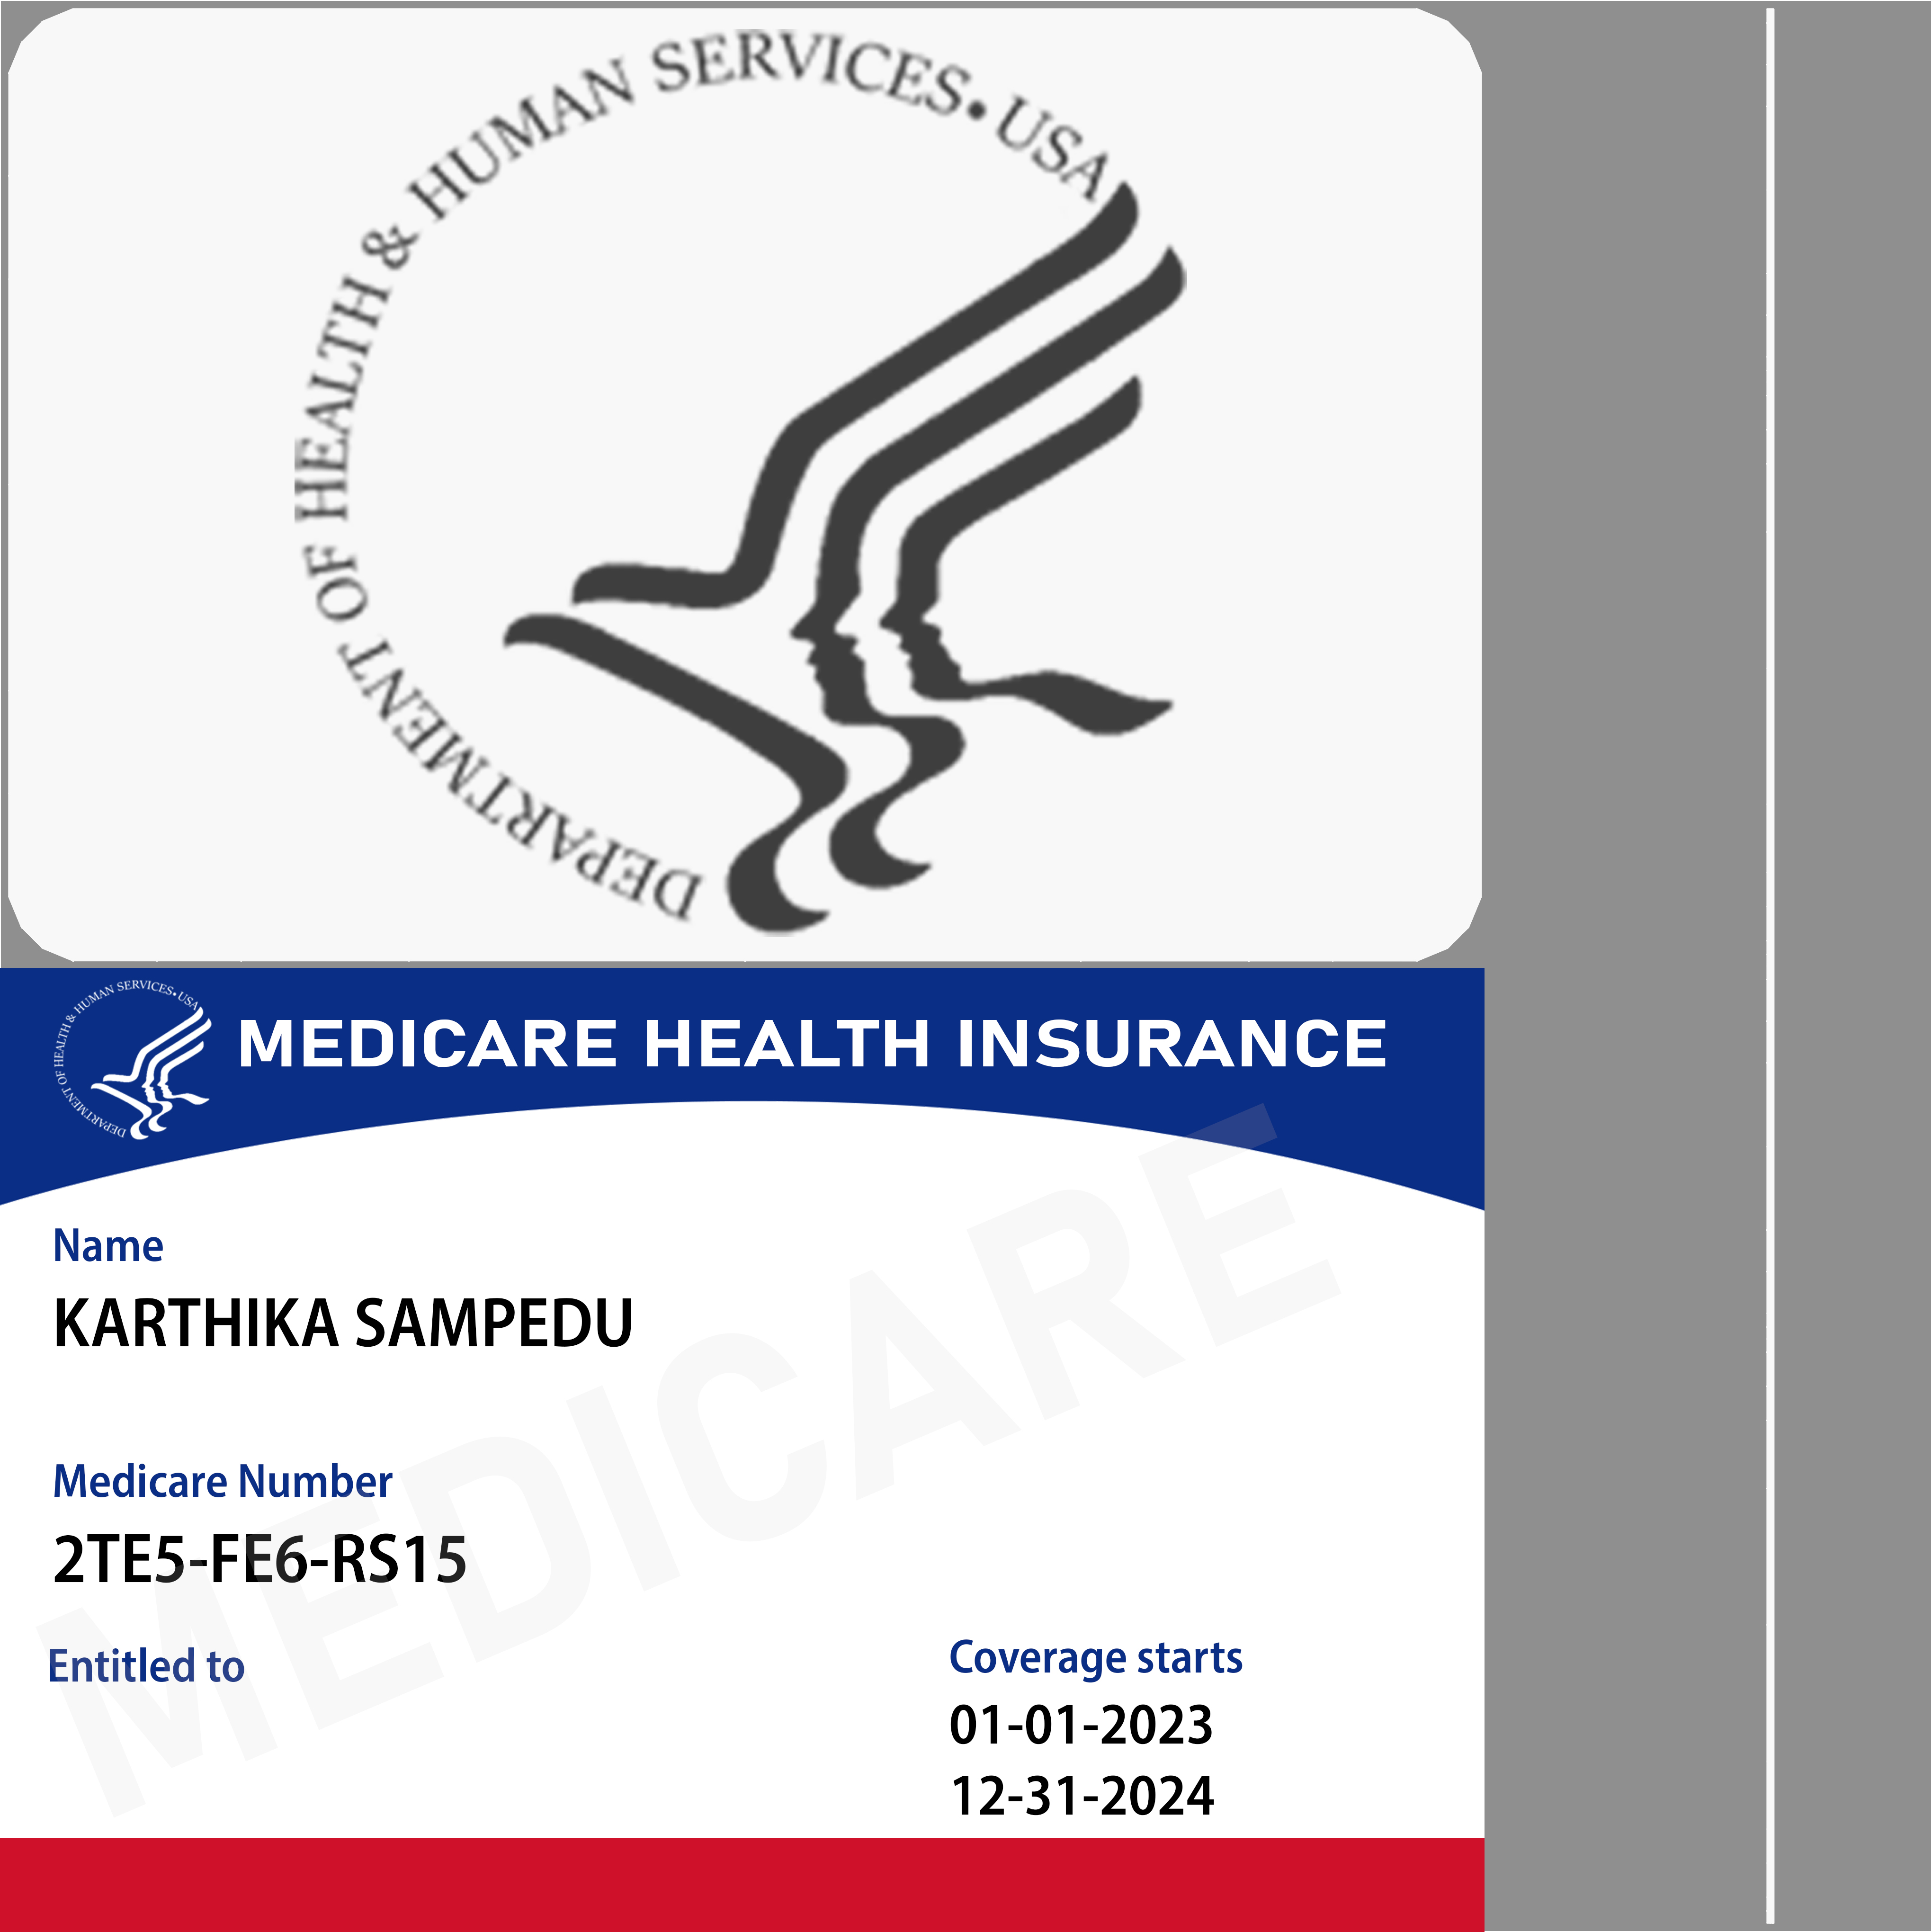 DEPARTMENT OF HEALTH & HUMAN SERVICES • USA
DEPARTMENT OF HEALTH & HUMAN SERVICES • USA
MEDICARE HEALTH INSURANCE
Name
KARTHIKA SAMPEDU
Medicare Number
2TE5-FE6-RS15
Entitled to
Coverage starts
01-01-2023
12-31-2024
MEDICARE